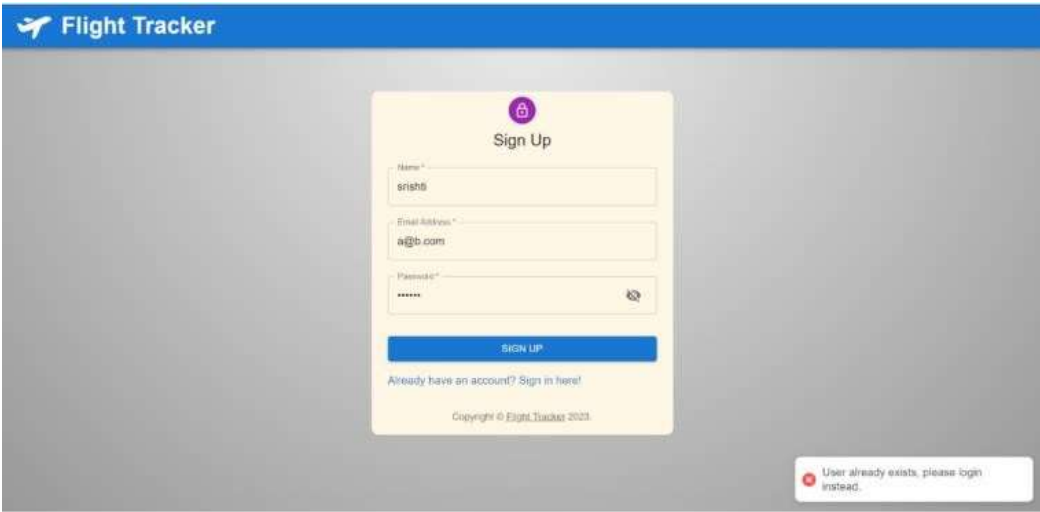 Flight Tracker
Sign Up
Name *
srishti
Email Address *
a@b.com
Password *
••••••
SIGN UP
Already have an account? Sign in here!
Copyright © Flight Tracker 2023.
User already exists, please login
instead.